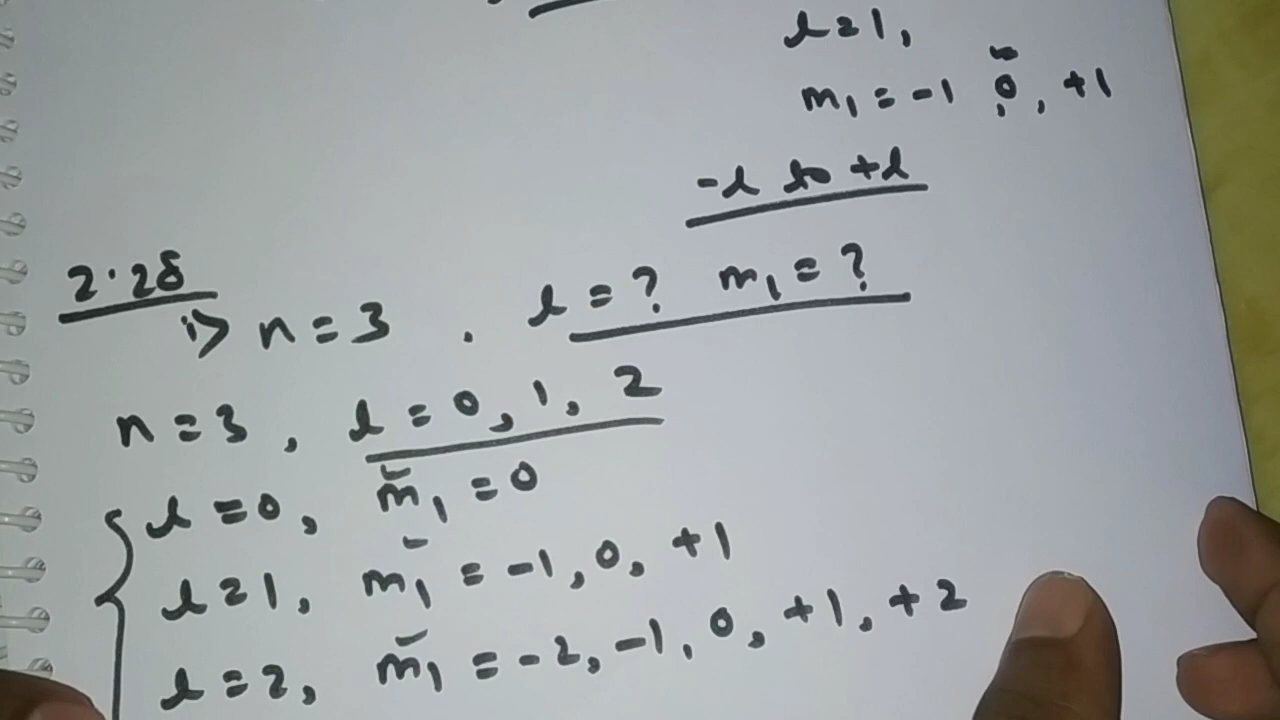 l=1,
m₁ = -1, 0, +1
-l to +l
2.28
i> n=3. l=? m₁=?
n=3, l=0, 1, 2
l=0, m₁=0
l=1, m₁=-1, 0, +1
l=2, m₁=-2, -1, 0, +1, +2